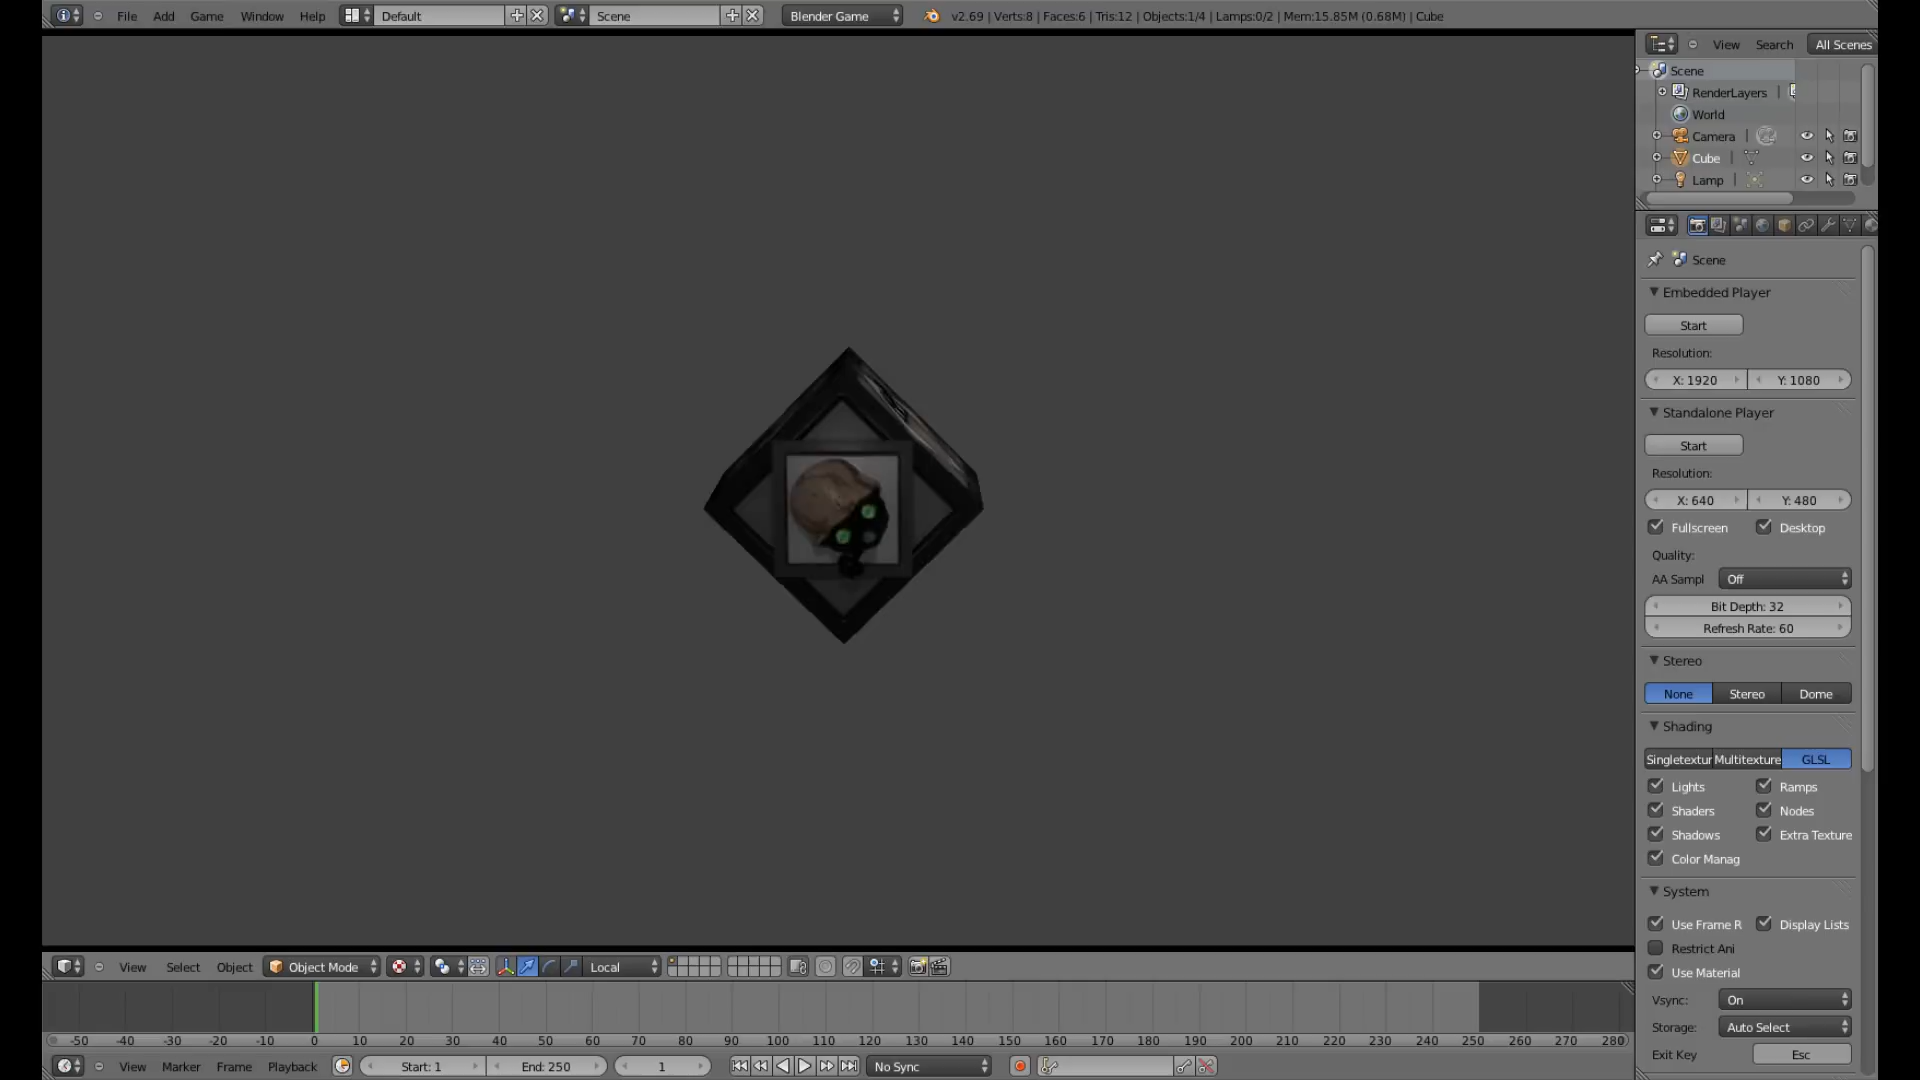 File Add Game Window Help Default Scene Blender Game v2.69 | Verts:8 | Faces:6 | Tris:12 | Objects:1/4 | Lamps:0/2 | Mem:15.85M (0.68M) | Cube
View Search All Scenes
Scene
RenderLayers
World
Camera
Cube
Lamp
Scene
Embedded Player
Start
Resolution:
X: 1920 Y: 1080
Standalone Player
Start
Resolution:
X: 640 Y: 480
Fullscreen Desktop
Quality:
AA Sampl Off
Bit Depth: 32
Refresh Rate: 60
Stereo
None Stereo Dome
Shading
Singletextur Multitexture GLSL
Lights Ramps
Shaders Nodes
Shadows Extra Texture
Color Manag
System
Use Frame R Display Lists
Restrict Ani
Use Material
Vsync: On
Storage: Auto Select
Exit Key Esc
View Select Object Object Mode Local
-50 -40 -30 -20 -10 0 10 20 30 40 50 60 70 80 90 100 110 120 130 140 150 160 170 180 190 200 210 220 230 240 250 260 270 280
View Marker Frame Playback Start: 1 End: 250 1 No Sync